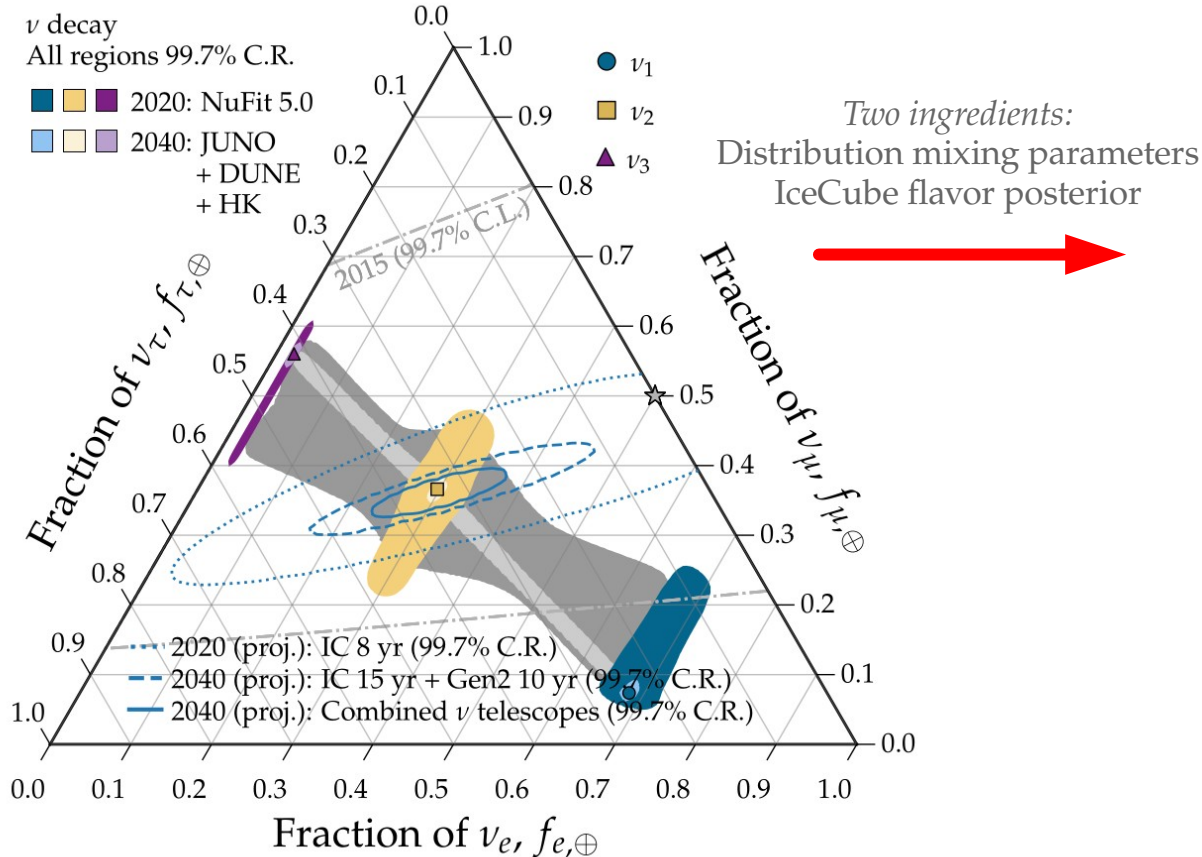 ν decay
All regions 99.7% C.R.
2020: NuFit 5.0
2040: JUNO
+ DUNE
+ HK
ν₁
ν₂
ν₃
Two ingredients:
Distribution mixing parameters
IceCube flavor posterior
2015 (99.7% C.L.)
Fraction of ν_τ, f_τ,⊕
0.0
0.1
0.2
0.3
0.4
0.5
0.6
0.7
0.8
0.9
1.0
Fraction of ν_μ, f_μ,⊕
1.0
0.9
0.8
0.7
0.6
0.5
0.4
0.3
0.2
0.1
0.0
2020 (proj.): IC 8 yr (99.7% C.R.)
2040 (proj.): IC 15 yr + Gen2 10 yr (99.7% C.R.)
2040 (proj.): Combined ν telescopes (99.7% C.R.)
0.0 0.1 0.2 0.3 0.4 0.5 0.6 0.7 0.8 0.9 1.0
Fraction of ν_e, f_e,⊕